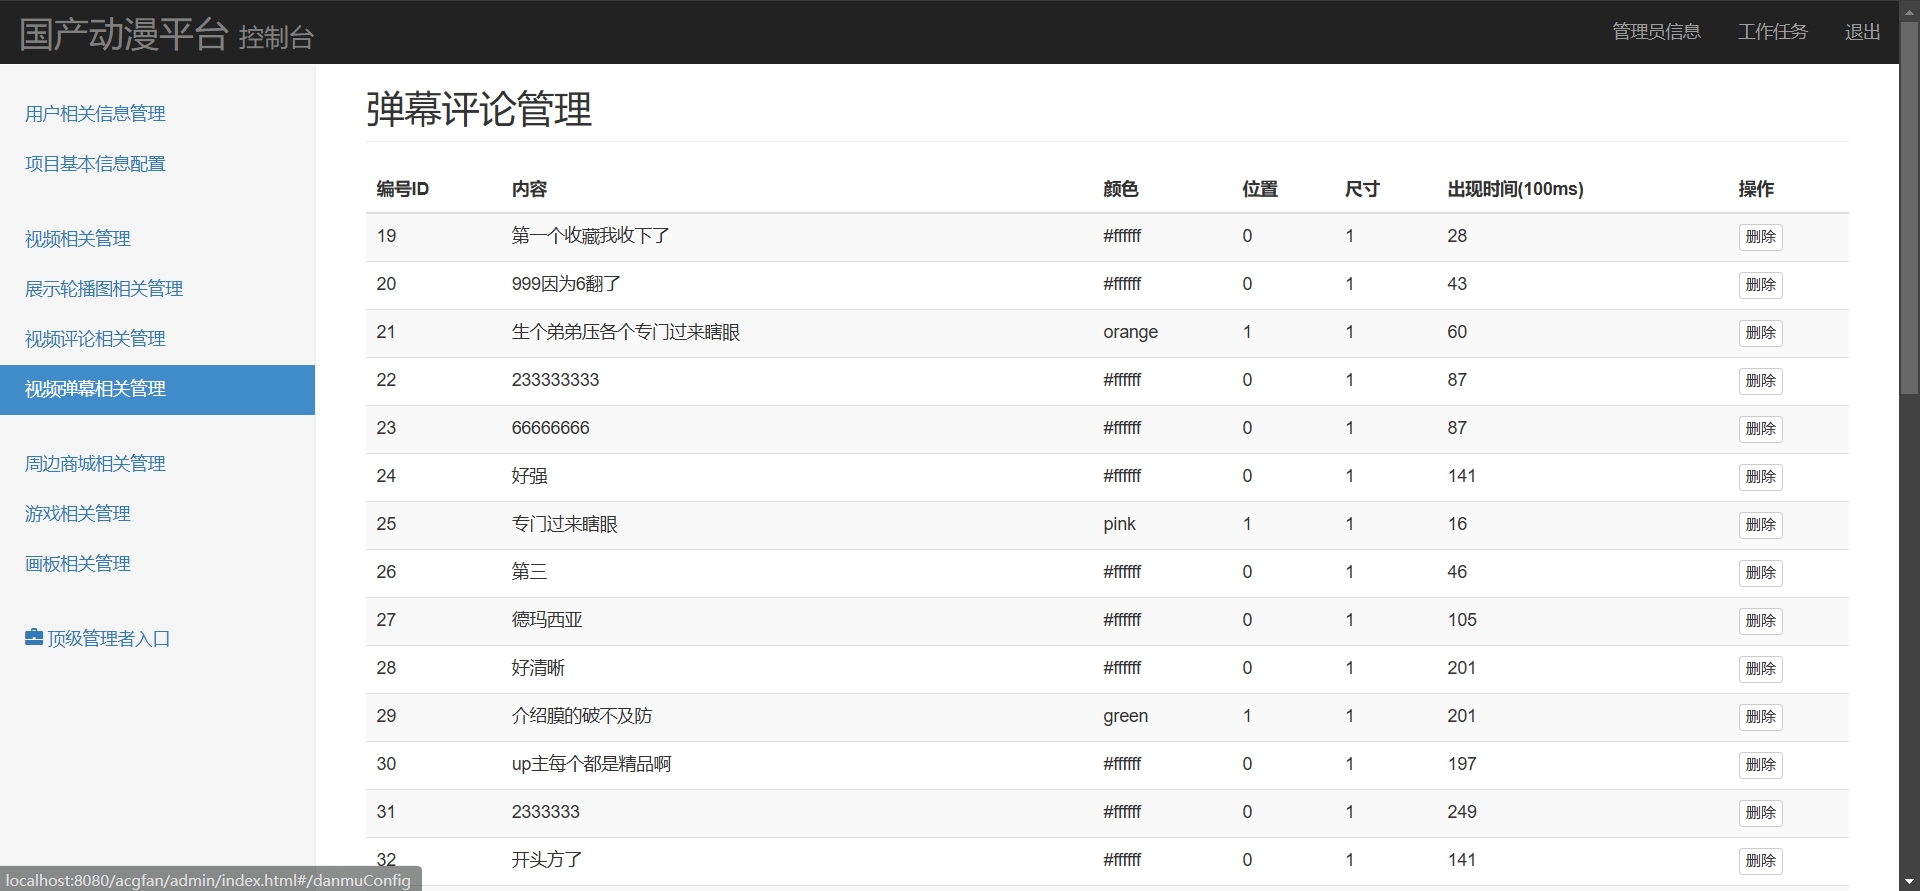 国产动漫平台 控制台
管理员信息 工作任务 退出
用户相关信息管理
项目基本信息配置
视频相关管理
展示轮播图相关管理
视频评论相关管理
视频弹幕相关管理
周边商城相关管理
游戏相关管理
画板相关管理
顶级管理者入口
弹幕评论管理
编号ID 内容 颜色 位置 尺寸 出现时间(100ms) 操作
19 第一个收藏我收下了 #ffffff 0 1 28 删除
20 999因为6翻了 #ffffff 0 1 43 删除
21 生个弟弟压各个专门过来瞎眼 orange 1 1 60 删除
22 233333333 #ffffff 0 1 87 删除
23 66666666 #ffffff 0 1 87 删除
24 好强 #ffffff 0 1 141 删除
25 专门过来瞎眼 pink 1 1 16 删除
26 第三 #ffffff 0 1 46 删除
27 德玛西亚 #ffffff 0 1 105 删除
28 好清晰 #ffffff 0 1 201 删除
29 介绍膜的破不及防 green 1 1 201 删除
30 up主每个都是精品啊 #ffffff 0 1 197 删除
31 2333333 #ffffff 0 1 249 删除
32 开头方了 #ffffff 0 1 141 删除
localhost:8080/acgfan/admin/index.html#/danmuConfig